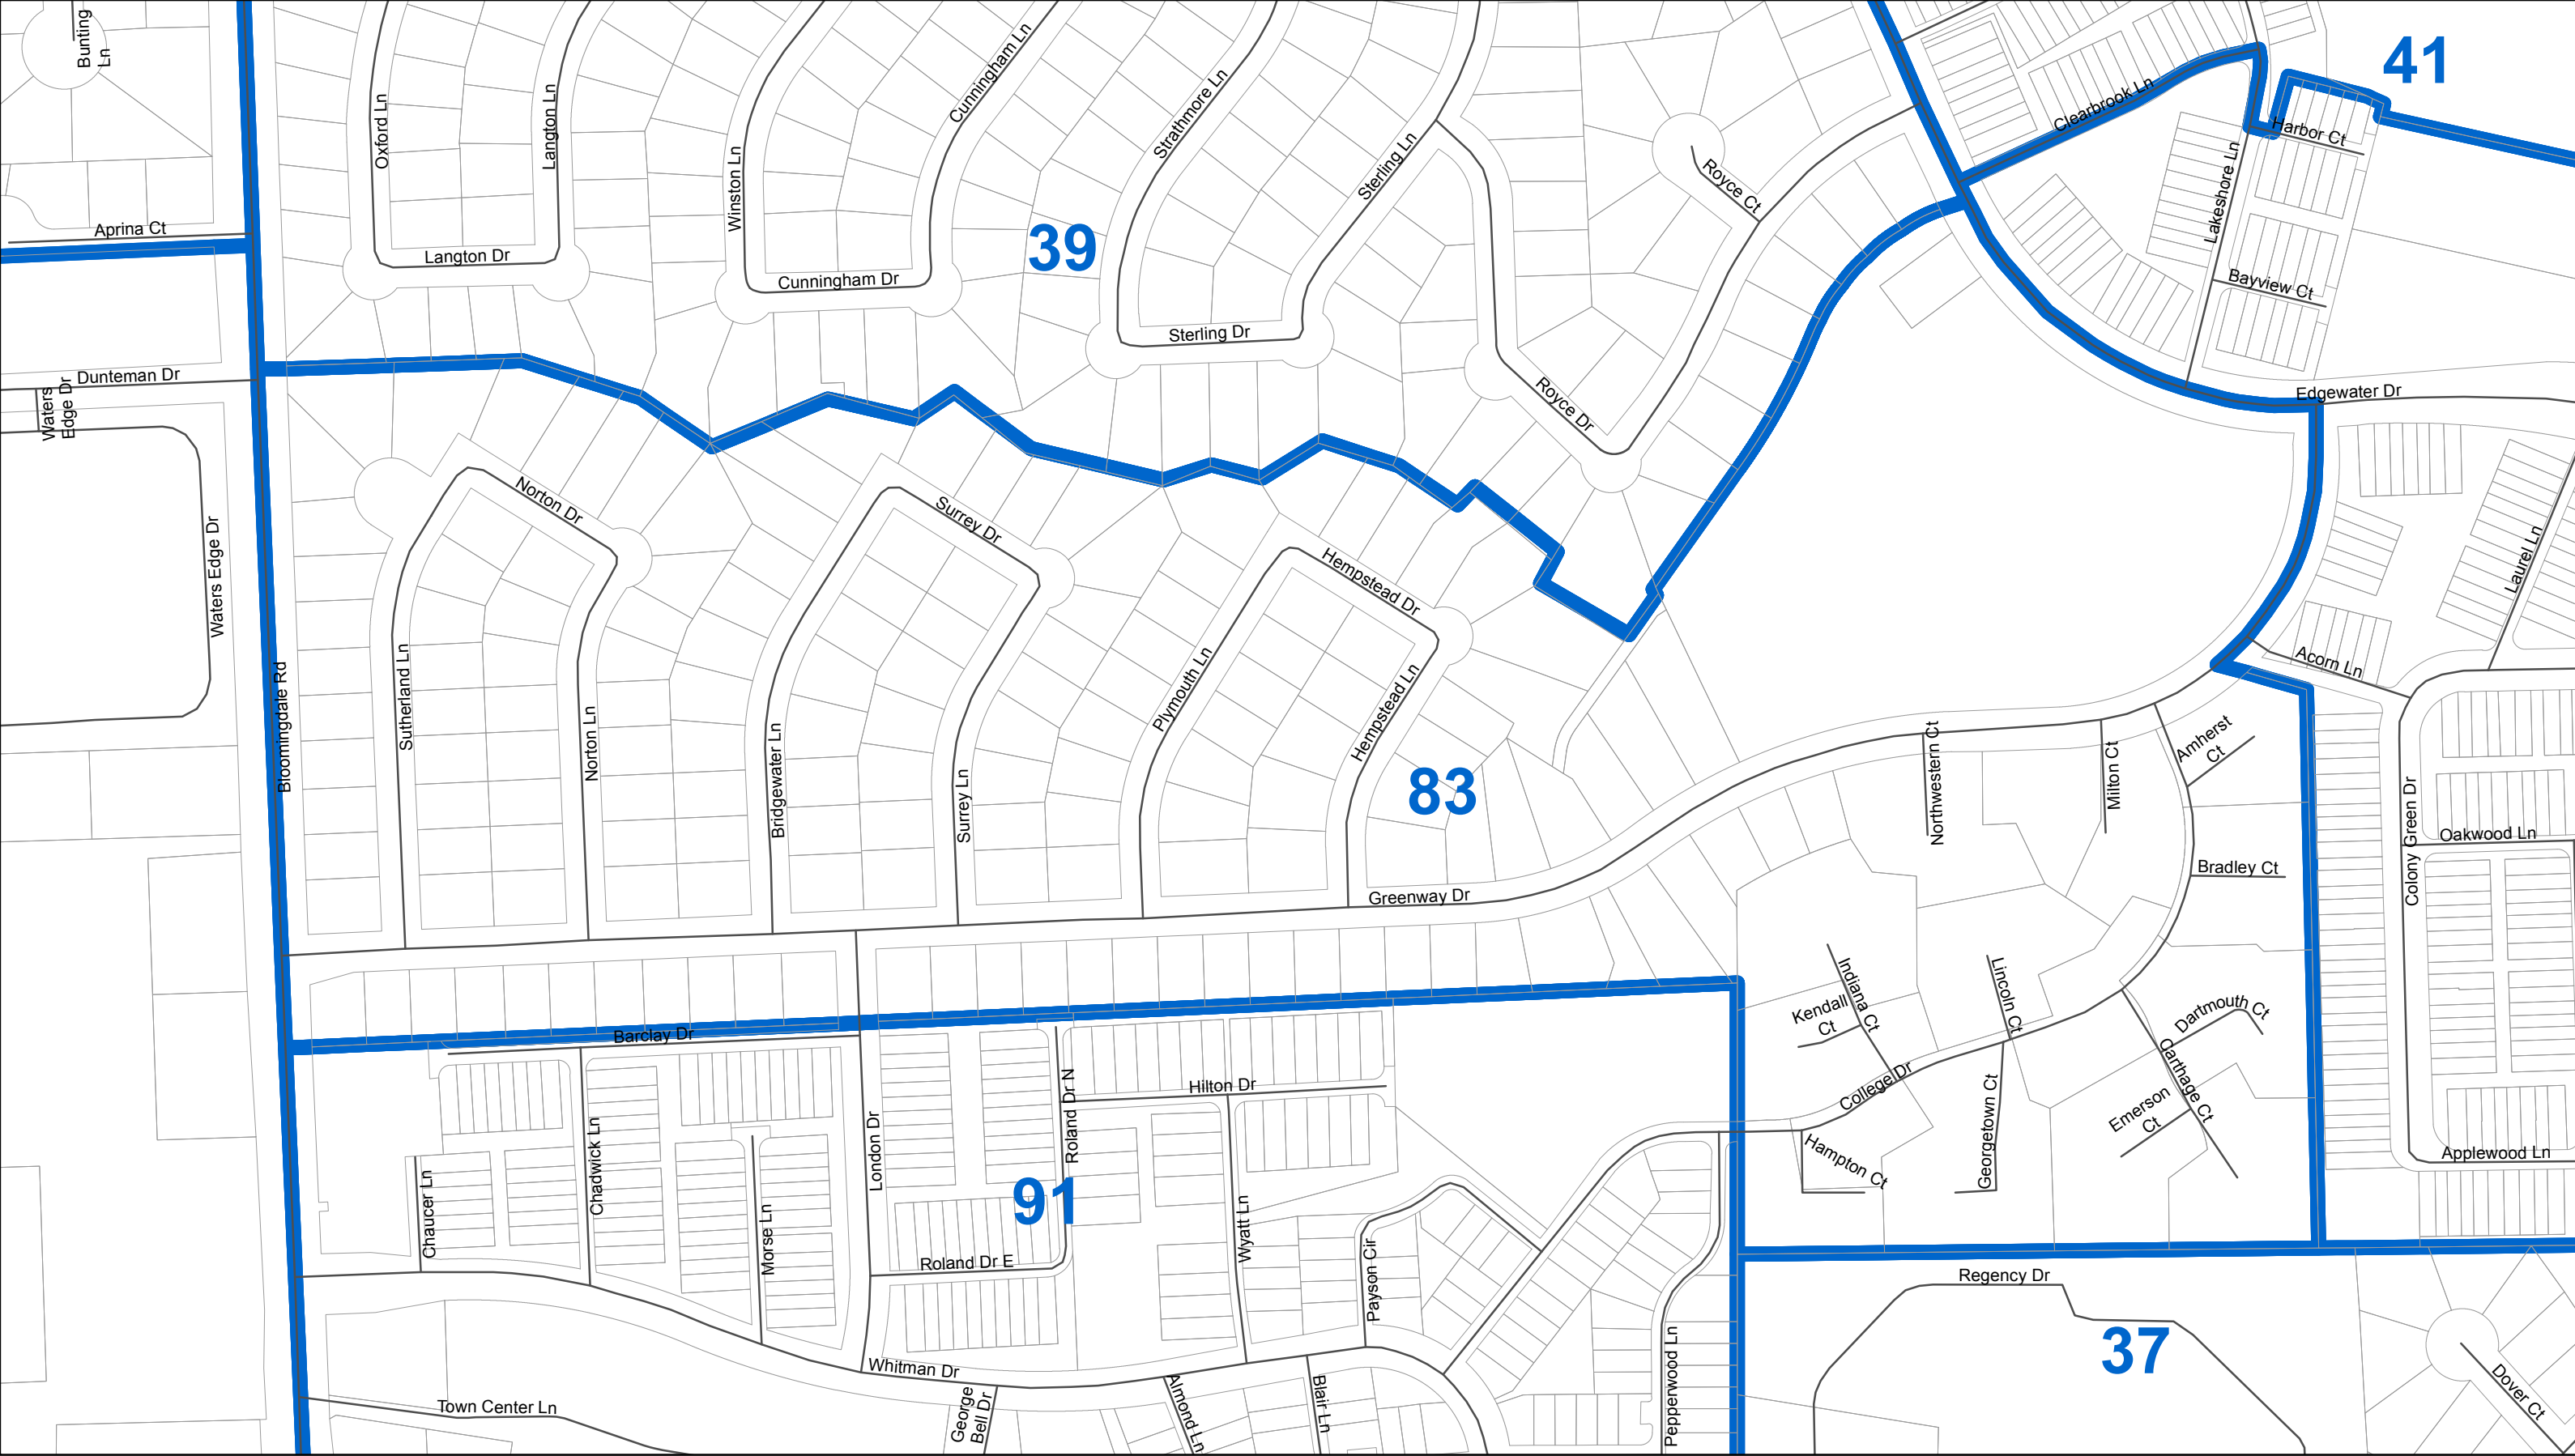 Bunting
Ln
41
Oxford Ln
Langton Ln
Cunningham Ln
Strathmore Ln
Clearbrook Ln
Harbor Ct
Winston Ln
Sterling Ln
Royce Ct
Lakeshore Ln
Aprina Ct
Langton Dr
39
Cunningham Dr
Bayview Ct
Sterling Dr
Dunteman Dr
Waters
Edge Dr
Royce Dr
Edgewater Dr
Norton Dr
Surrey Dr
Hempstead Dr
Laurel Ln
Waters Edge Dr
Acorn Ln
Bloomingdale Rd
Sutherland Ln
Norton Ln
Bridgewater Ln
Surrey Ln
Plymouth Ln
Hempstead Ln
83
Northwestern Ct
Milton Ct
Amherst
Ct
Colony Green Dr
Oakwood Ln
Bradley Ct
Greenway Dr
Indiana Ct
Lincoln Ct
Kendall
Ct
Dartmouth Ct
Carthage Ct
Barclay Dr
Hilton Dr
Roland Dr N
College Dr
Emerson
Ct
Georgetown Ct
Hampton Ct
Applewood Ln
Chaucer Ln
Chadwick Ln
Morse Ln
London Dr
91
Wyatt Ln
Payson Cir
Roland Dr E
Regency Dr
37
Pepperwood Ln
Whitman Dr
Town Center Ln
George
Bell Dr
Almond Ln
Blair Ln
Dover Ct